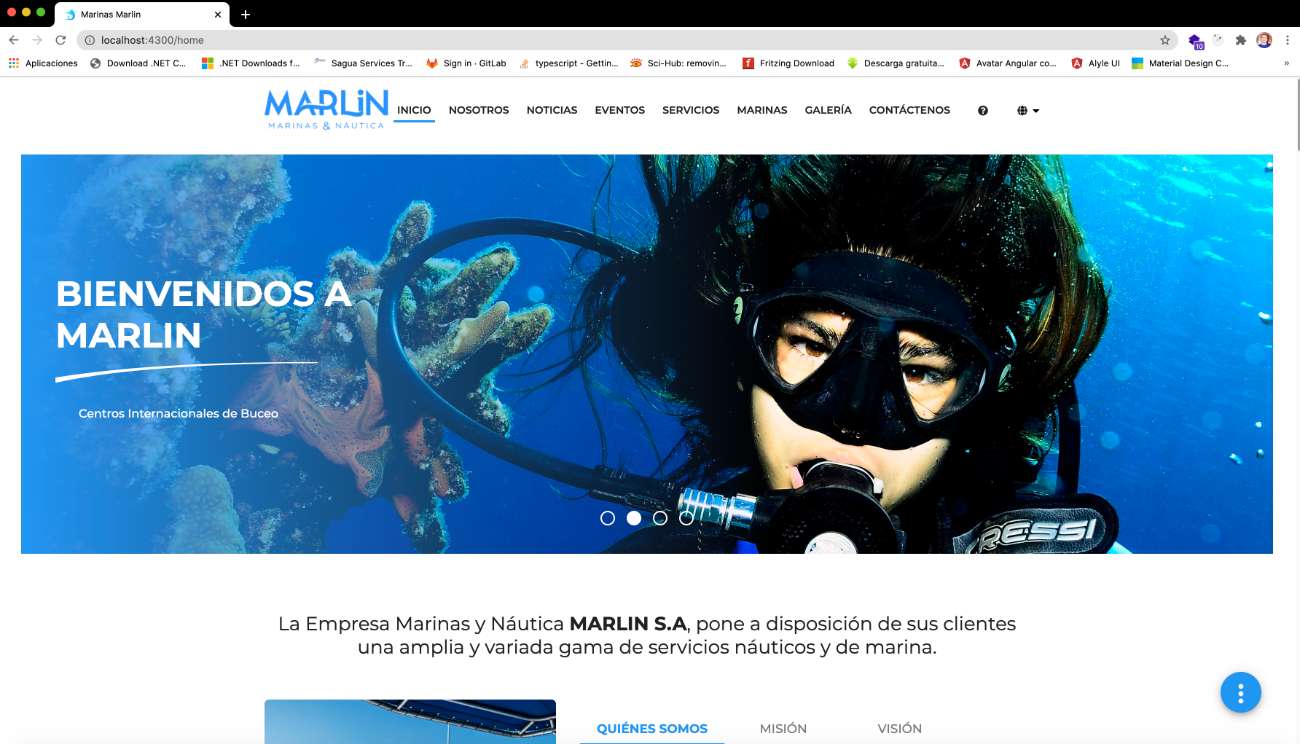 Marinas Marlin
localhost:4300/home
10
Aplicaciones
Download .NET C...
.NET Downloads f...
Sagua Services Tr...
Sign in · GitLab
typescript - Gettin...
Sci-Hub: removin...
Fritzing Download
Descarga gratuita...
Avatar Angular co...
Alyle UI
Material Design C...
»
MARLIN
MARINAS & NÁUTICA
INICIO
NOSOTROS
NOTICIAS
EVENTOS
SERVICIOS
MARINAS
GALERÍA
CONTÁCTENOS
BIENVENIDOS A
MARLIN
Centros Internacionales de Buceo
RESSI
La Empresa Marinas y Náutica MARLIN S.A, pone a disposición de sus clientes
una amplia y variada gama de servicios náuticos y de marina.
QUIÉNES SOMOS
MISIÓN
VISIÓN